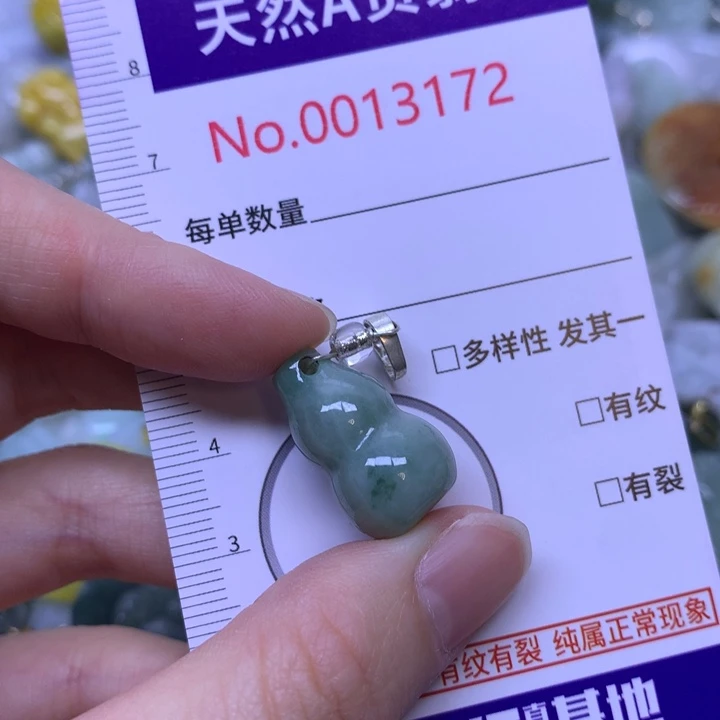 天然A货翡
No.0013172
8
7
每单数量
□多样性 发其一
□有纹
4
□有裂
3
有纹有裂 纯属正常现象
基地